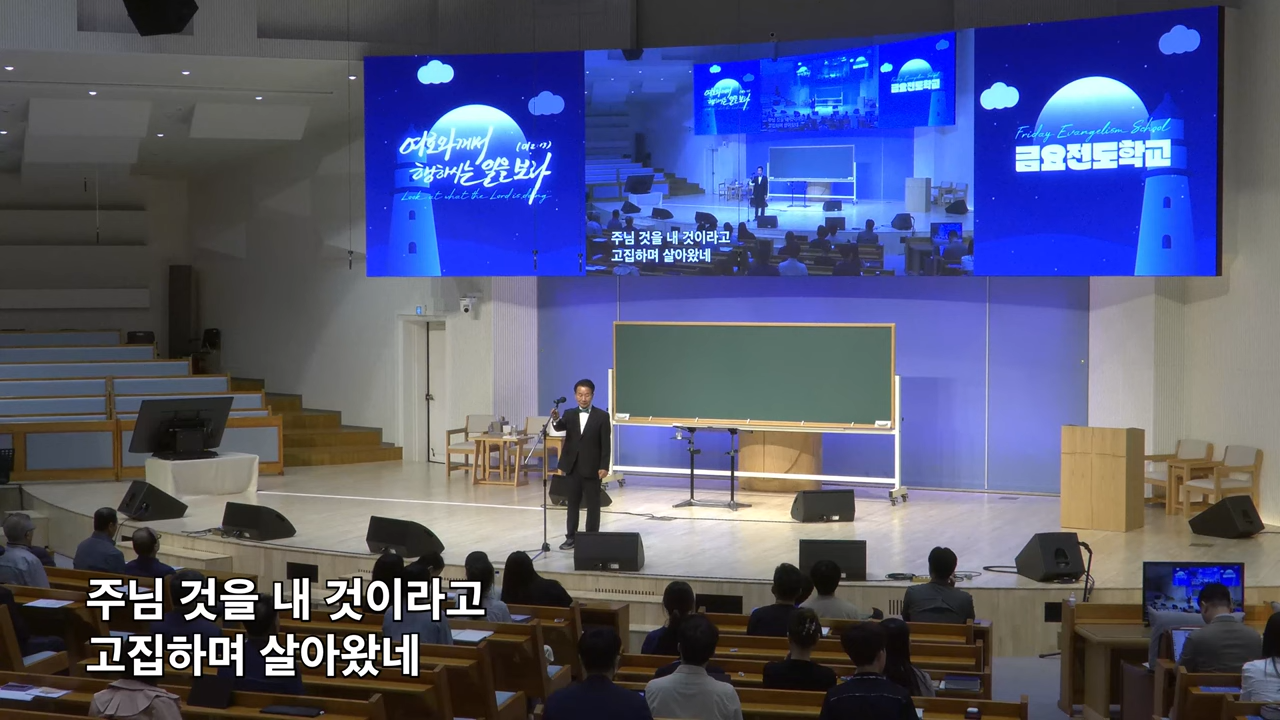 여호와께서
(미2:7)
행하시는 일을 보라
Look at what the Lord is doing
주님 것을 내 것이라고
고집하며 살아왔네
Friday Evangelism School
금요전도학교
주님 것을 내 것이라고
고집하며 살아왔네